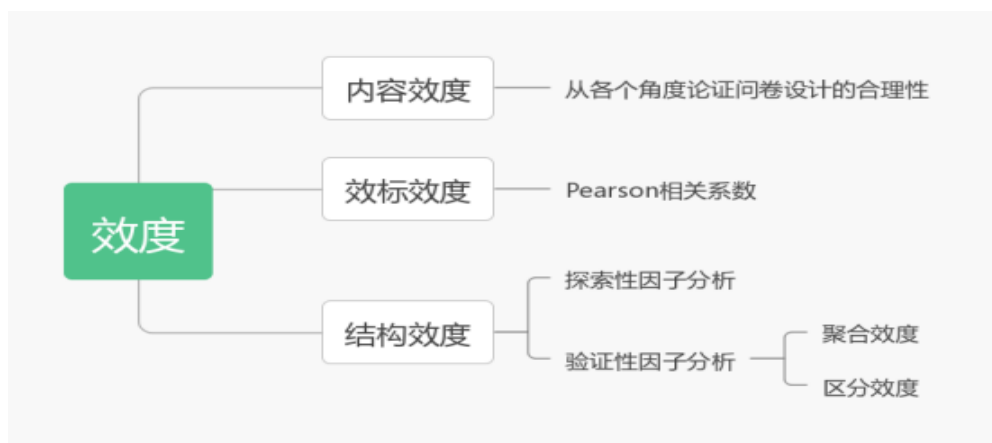 效度
内容效度
从各个角度论证问卷设计的合理性
效标效度
Pearson相关系数
结构效度
探索性因子分析
验证性因子分析
聚合效度
区分效度